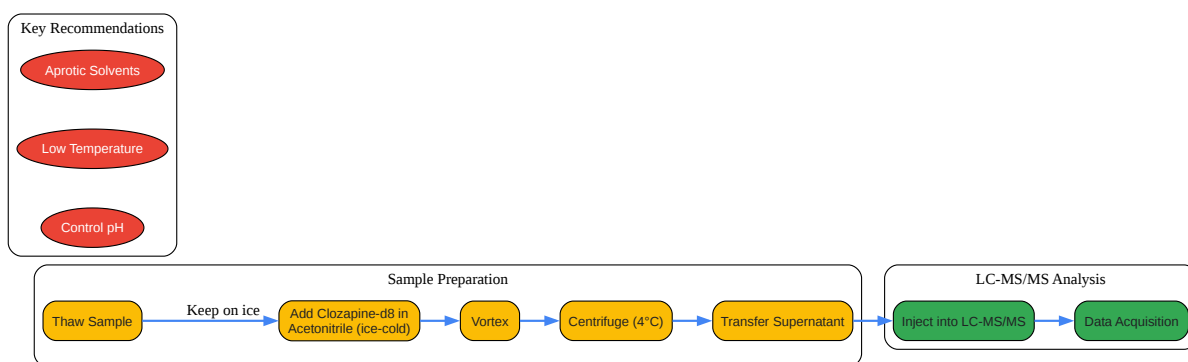 Key Recommendations
Aprotic Solvents
Low Temperature
Control pH
Sample Preparation
Thaw Sample
Keep on ice
Add Clozapine-d8 in
Acetonitrile (ice-cold)
Vortex
Centrifuge (4°C)
Transfer Supernatant
LC-MS/MS Analysis
Inject into LC-MS/MS
Data Acquisition